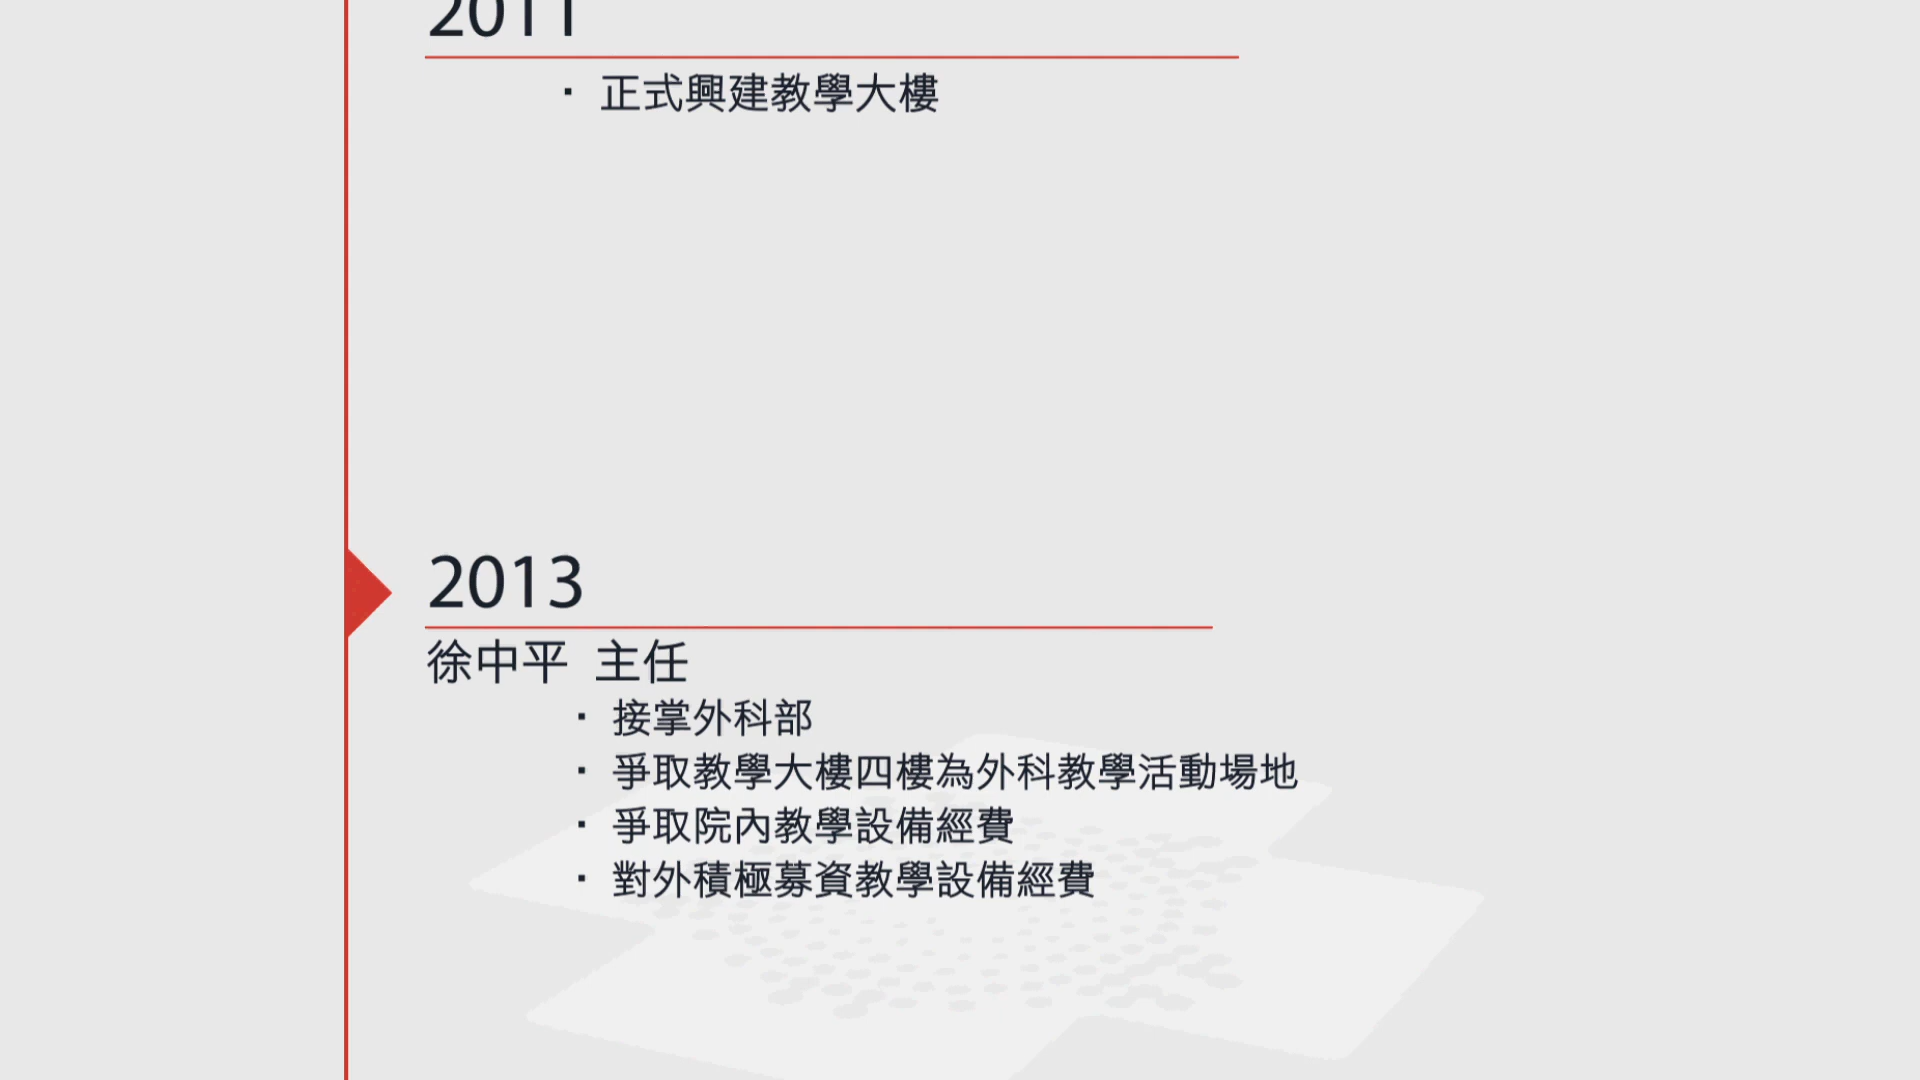 2011
· 正式興建教學大樓
2013
徐中平 主任
· 接掌外科部
· 爭取教學大樓四樓為外科教學活動場地
· 爭取院內教學設備經費
· 對外積極募資教學設備經費